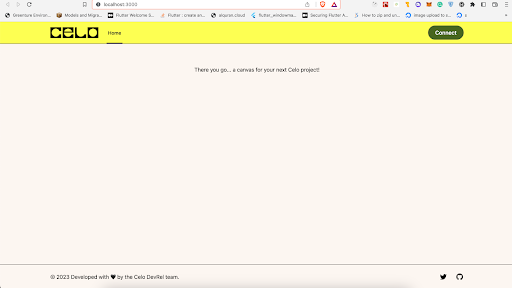 localhost:3000
Greenbox Environ...
Models and Migra...
Flutter Welcome S...
Flutter : create an...
alquran.cloud
flutter_windowma...
Securing Flutter A...
How to zip and un...
Image upload to s...
s
CELO
Home
Connect
There you go... a canvas for your next Celo project!
© 2023 Developed with ❤ by the Celo DevRel team.